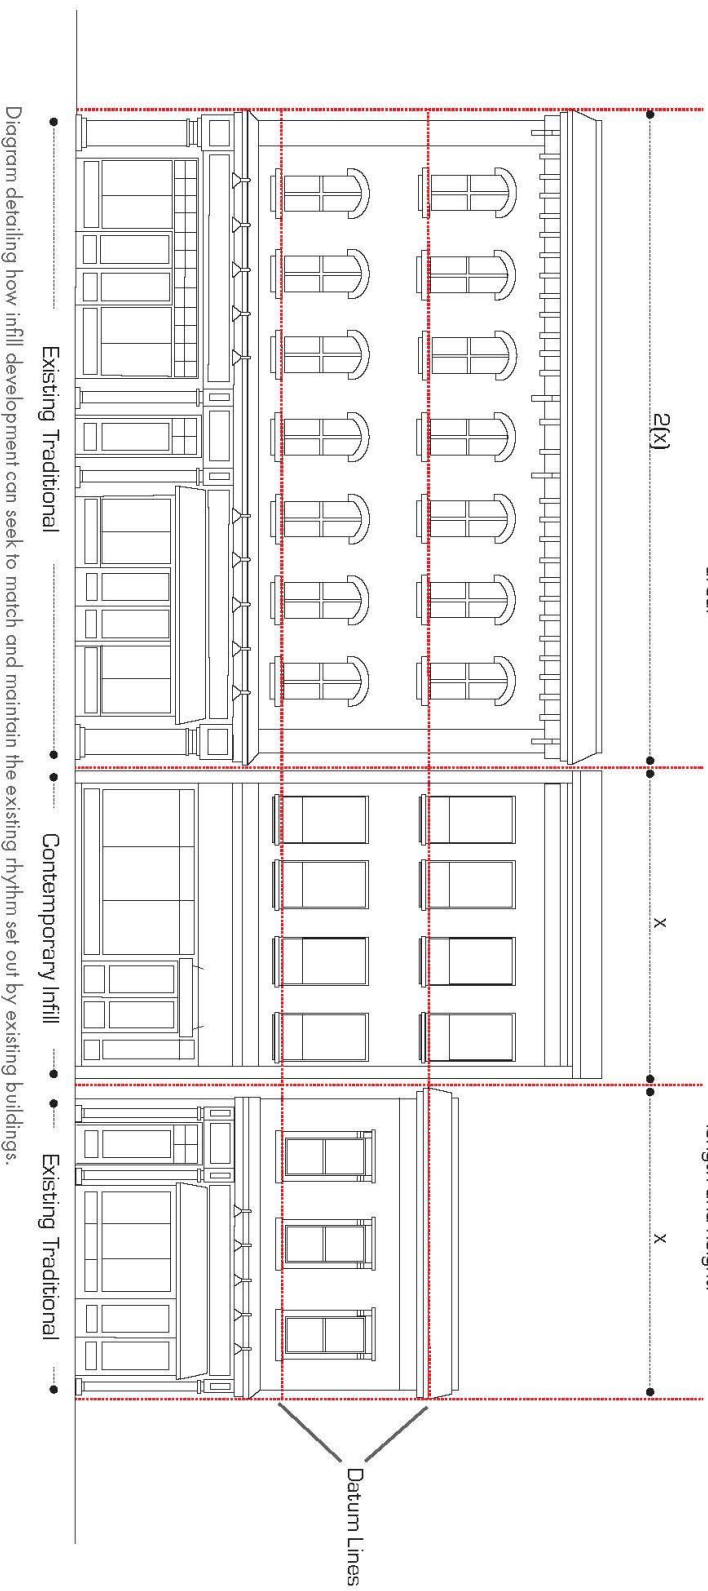 2(x)
x
x
Datum Lines
Existing Traditional
Contemporary Infill
Existing Traditional
Diagram detailing how infill development can seek to match and maintain the existing rhythm set out by existing buildings.